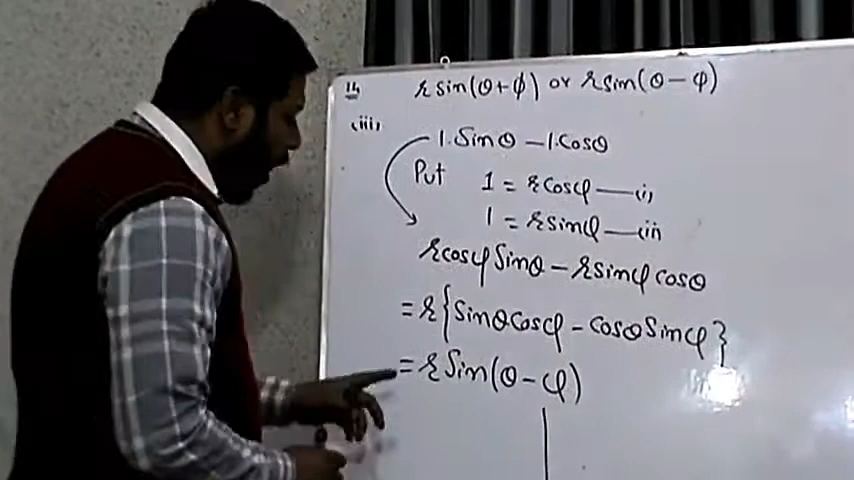 14 r sin(θ+φ) or r sin(θ-φ)
(iii) 1.Sinθ - 1.Cosθ
Put 1 = r cosφ —(i)
1 = r sinφ —(ii
r cosφ Sinθ - r sinφ cosθ
= r{Sinθ Cosφ - Cosθ Sinφ}
= r Sin(θ-φ)